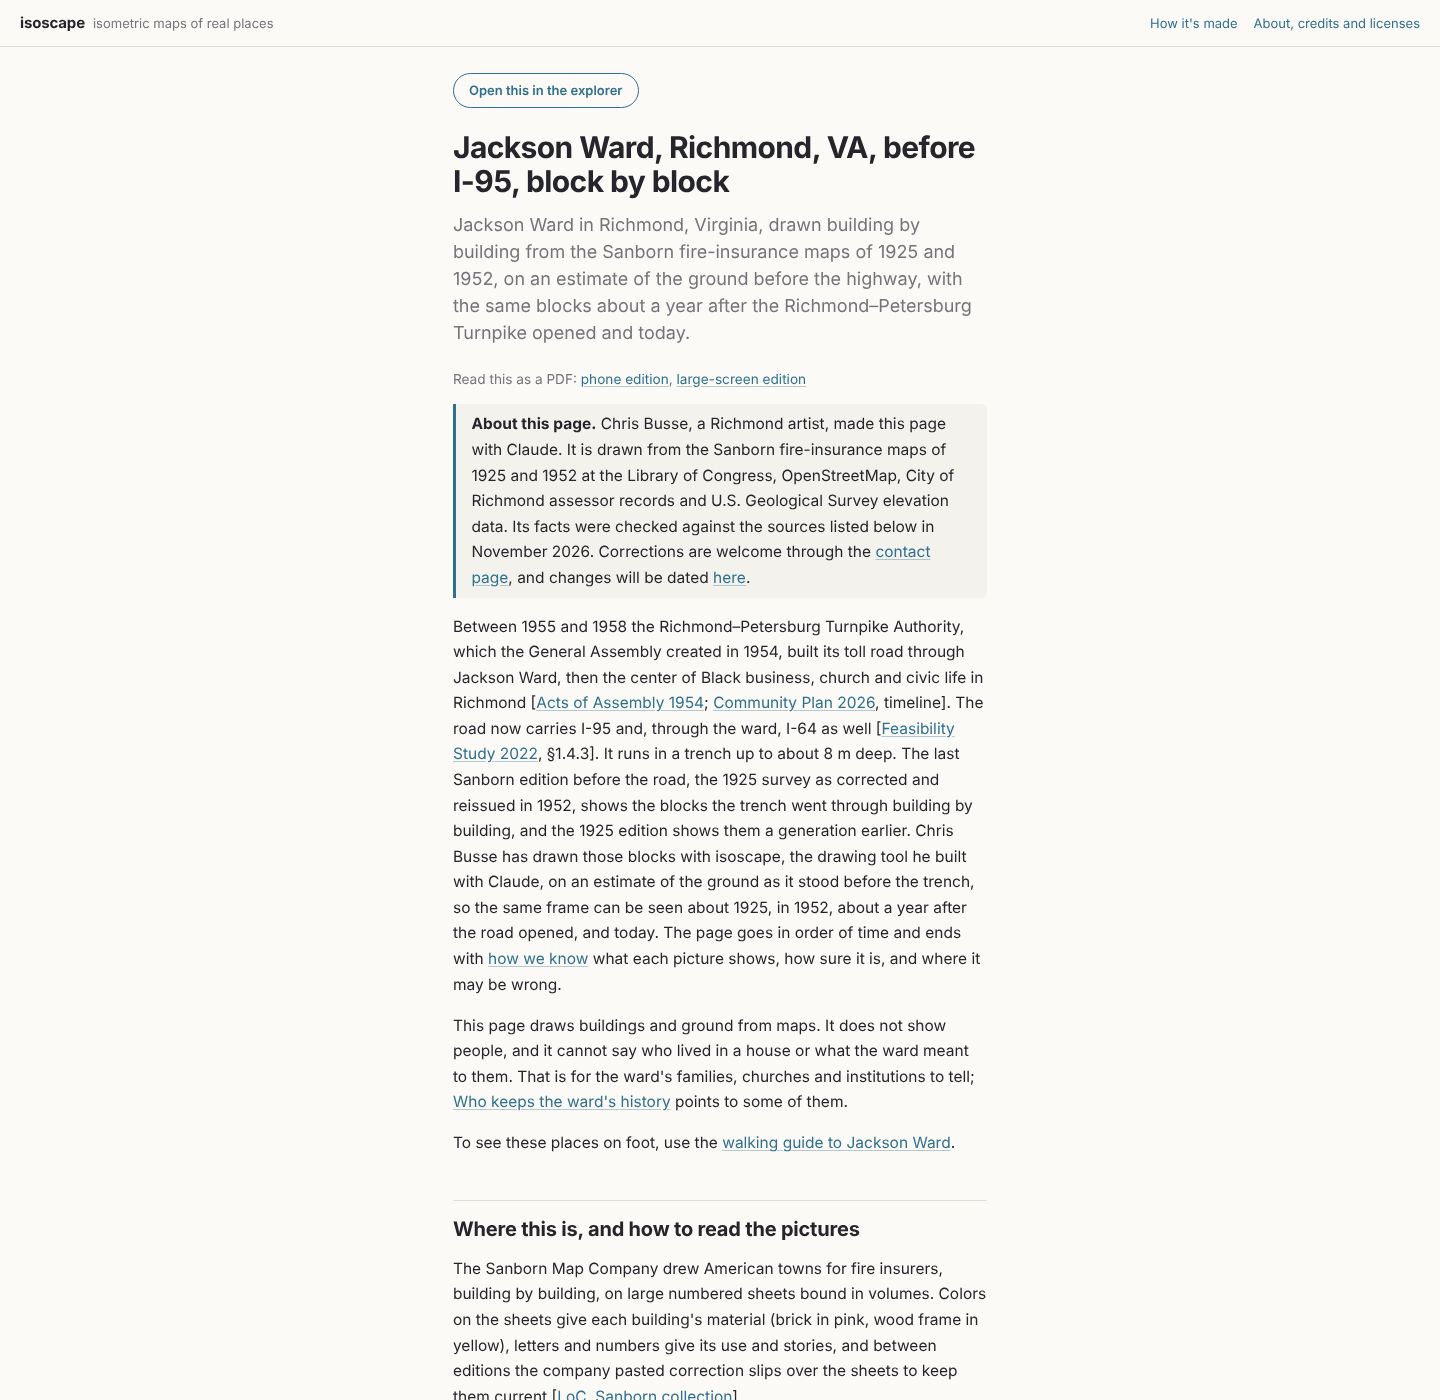 isoscape isometric maps of real places
How it's made About, credits and licenses
Open this in the explorer
Jackson Ward, Richmond, VA, before
I-95, block by block
Jackson Ward in Richmond, Virginia, drawn building by
building from the Sanborn fire-insurance maps of 1925 and
1952, on an estimate of the ground before the highway, with
the same blocks about a year after the Richmond–Petersburg
Turnpike opened and today.
Read this as a PDF: phone edition, large-screen edition
About this page. Chris Busse, a Richmond artist, made this page
with Claude. It is drawn from the Sanborn fire-insurance maps of
1925 and 1952 at the Library of Congress, OpenStreetMap, City of
Richmond assessor records and U.S. Geological Survey elevation
data. Its facts were checked against the sources listed below in
November 2026. Corrections are welcome through the contact
page, and changes will be dated here.
Between 1955 and 1958 the Richmond–Petersburg Turnpike Authority,
which the General Assembly created in 1954, built its toll road through
Jackson Ward, then the center of Black business, church and civic life in
Richmond [Acts of Assembly 1954; Community Plan 2026, timeline]. The
road now carries I-95 and, through the ward, I-64 as well [Feasibility
Study 2022, §1.4.3]. It runs in a trench up to about 8 m deep. The last
Sanborn edition before the road, the 1925 survey as corrected and
reissued in 1952, shows the blocks the trench went through building by
building, and the 1925 edition shows them a generation earlier. Chris
Busse has drawn those blocks with isoscape, the drawing tool he built
with Claude, on an estimate of the ground as it stood before the trench,
so the same frame can be seen about 1925, in 1952, about a year after
the road opened, and today. The page goes in order of time and ends
with how we know what each picture shows, how sure it is, and where it
may be wrong.
This page draws buildings and ground from maps. It does not show
people, and it cannot say who lived in a house or what the ward meant
to them. That is for the ward's families, churches and institutions to tell;
Who keeps the ward's history points to some of them.
To see these places on foot, use the walking guide to Jackson Ward.
Where this is, and how to read the pictures
The Sanborn Map Company drew American towns for fire insurers,
building by building, on large numbered sheets bound in volumes. Colors
on the sheets give each building's material (brick in pink, wood frame in
yellow), letters and numbers give its use and stories, and between
editions the company pasted correction slips over the sheets to keep
them current [LoC, Sanborn collection].